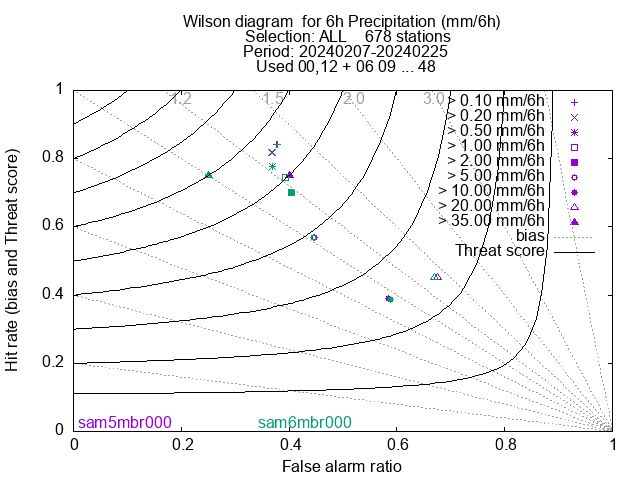 Wilson diagram  for 6h Precipitation (mm/6h)
Selection: ALL    678 stations
Period: 20240207-20240225
Used 00,12 + 06 09 ... 48
1.2 1.5 2.0 3.0
> 0.10 mm/6h
> 0.20 mm/6h
> 0.50 mm/6h
> 1.00 mm/6h
> 2.00 mm/6h
> 5.00 mm/6h
> 10.00 mm/6h
> 20.00 mm/6h
> 35.00 mm/6h
bias
Threat score
1
0.8
0.6
0.4
0.2
0
Hit rate (bias and Threat score)
sam5mbr000 sam6mbr000
0 0.2 0.4 0.6 0.8 1
False alarm ratio